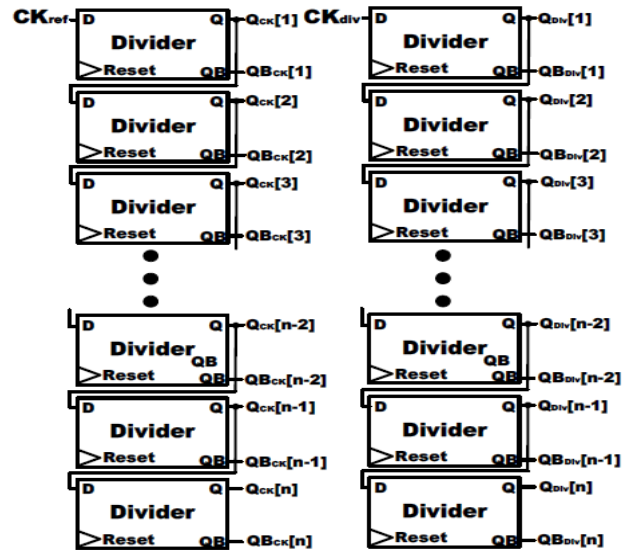 CKref D Q QCK[1]
Divider
Reset QB QBCK[1]
D Q QCK[2]
Divider
Reset QB QBCK[2]
D Q QCK[3]
Divider
Reset QB QBCK[3]
D Q QCK[n-2]
Divider
QB
Reset QB QBCK[n-2]
D Q QCK[n-1]
Divider
Reset QB QBCK[n-1]
D Q QCK[n]
Divider
Reset QB QBCK[n]
CKdiv D Q QDiv[1]
Divider
Reset QB QBDiv[1]
D Q QDiv[2]
Divider
Reset QB QBDiv[2]
D Q QDiv[3]
Divider
Reset QB QBDiv[3]
D Q QDiv[n-2]
Divider
QB
Reset QB QBDiv[n-2]
D Q QDiv[n-1]
Divider
Reset QB QBDiv[n-1]
D Q QDiv[n]
Divider
Reset QB QBDiv[n]